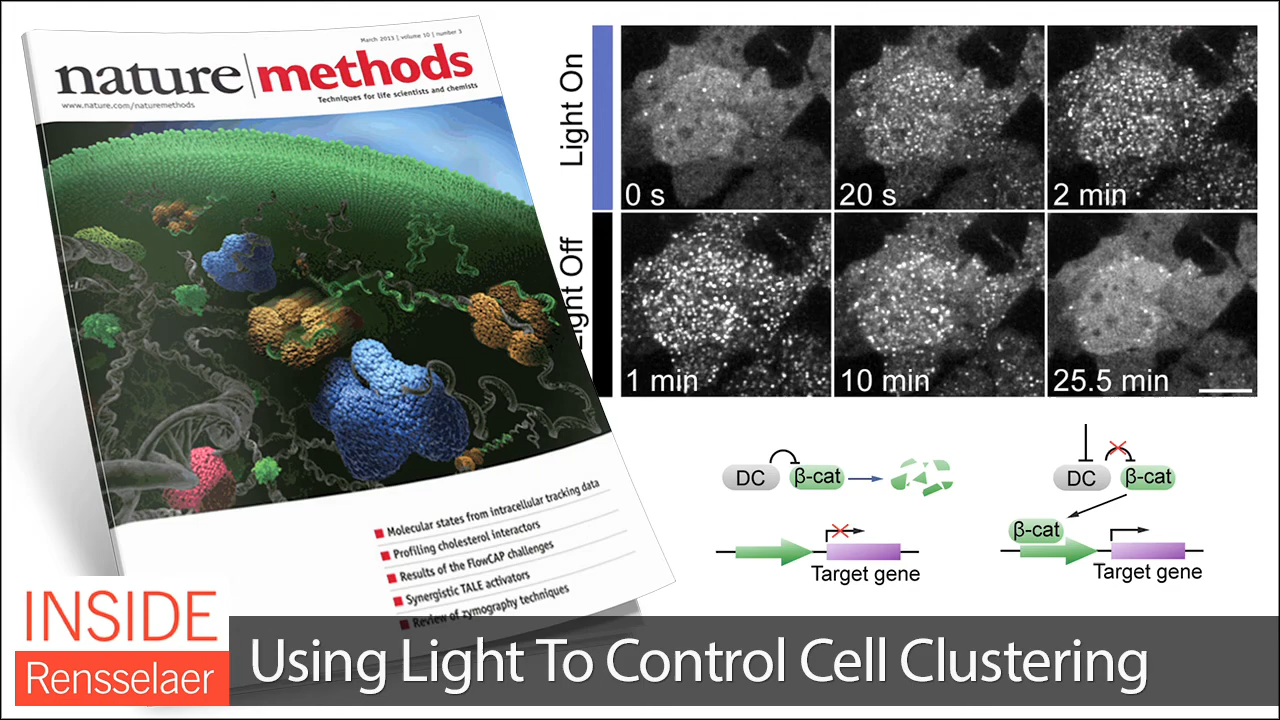 March 2013 | volume 10 | number 3
nature methods
www.nature.com/naturemethods
Techniques for life scientists and chemists
Molecular states from intracellular tracking data
Profiling cholesterol interactors
Results of the FlowCAP challenges
Synergistic TALE activators
Review of zymography techniques
Light On
0 s
20 s
2 min
Light Off
1 min
10 min
25.5 min
DC
β-cat
Target gene
DC
β-cat
β-cat
Target gene
INSIDE
Rensselaer
Using Light To Control Cell Clustering